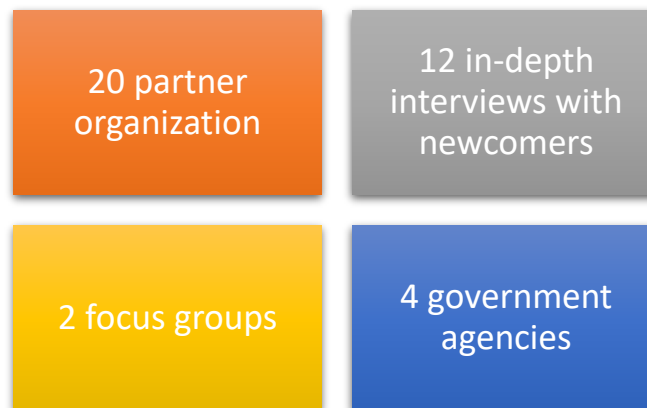 20 partner
organization
12 in-depth
interviews with
newcomers
2 focus groups
4 government
agencies